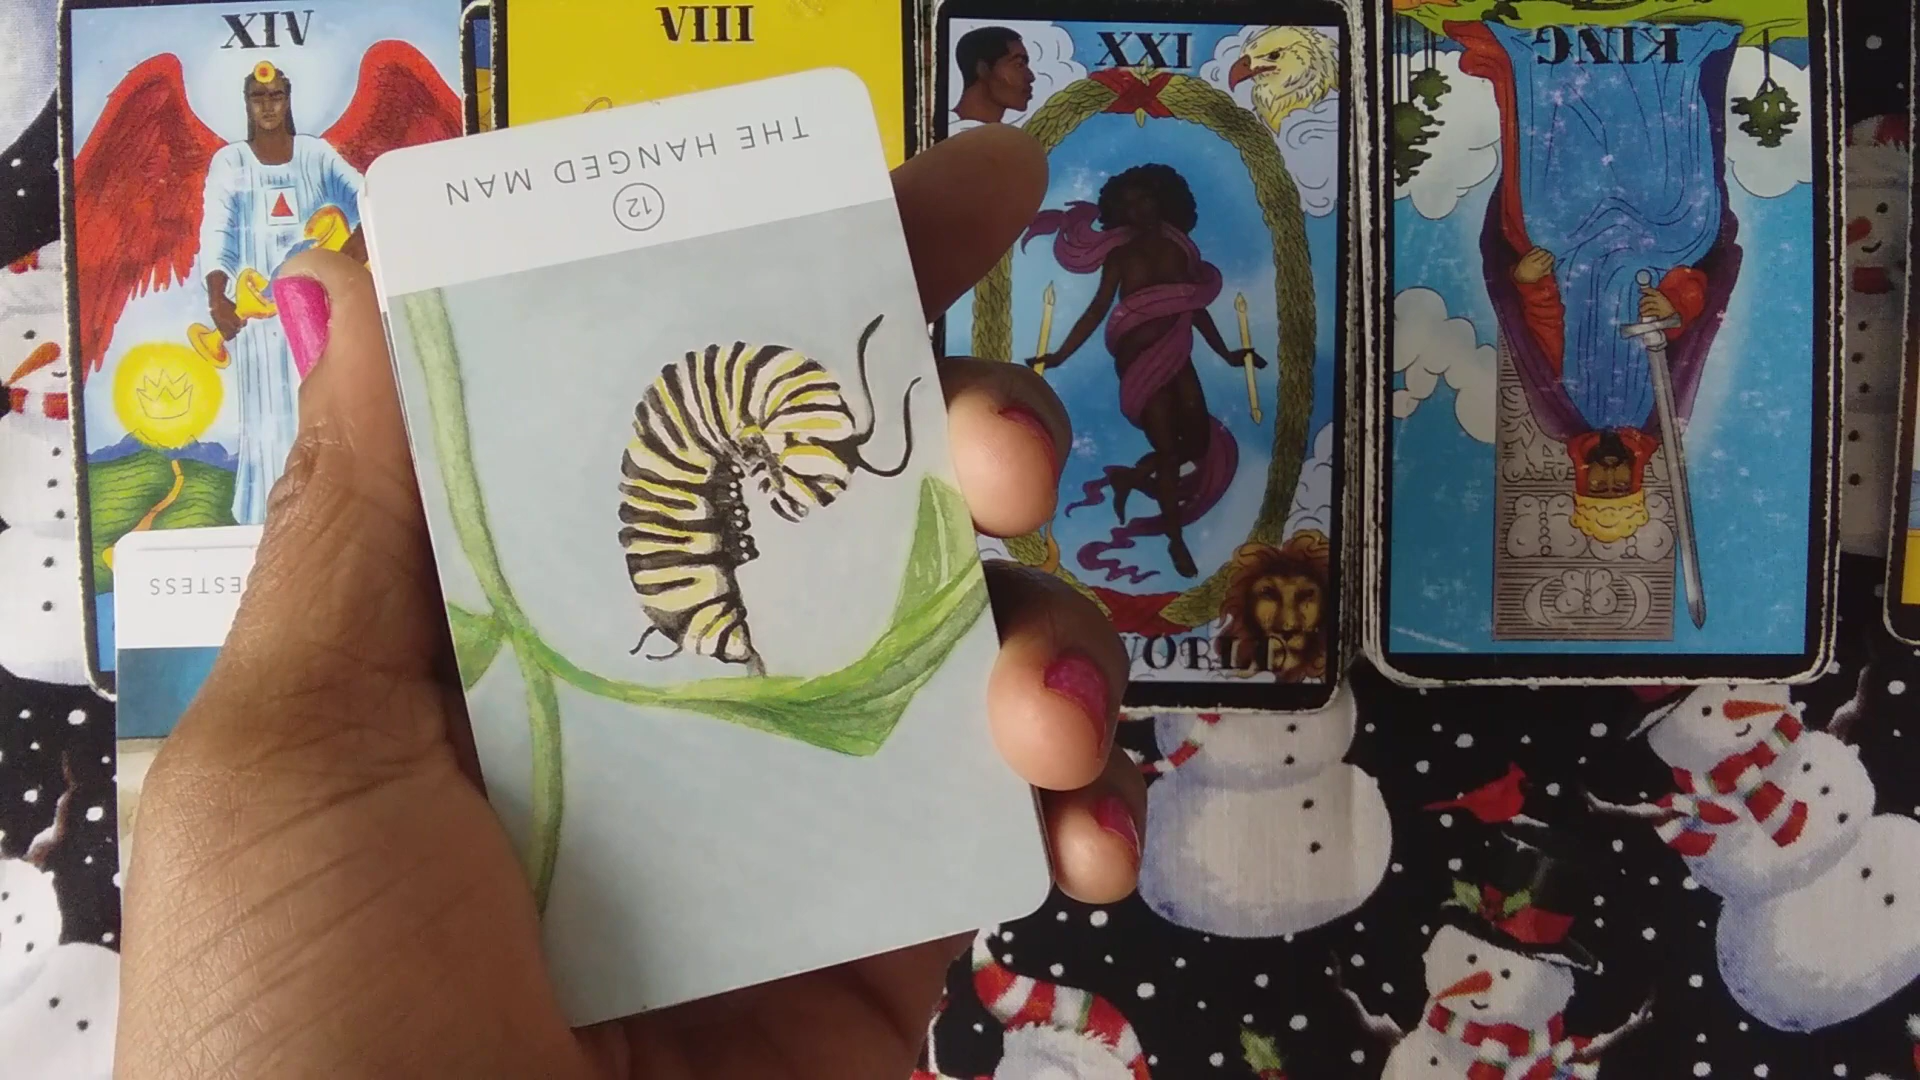 XIV
VIII
XXI
KING
THE HANGED MAN
12
ESTESS
WORLD